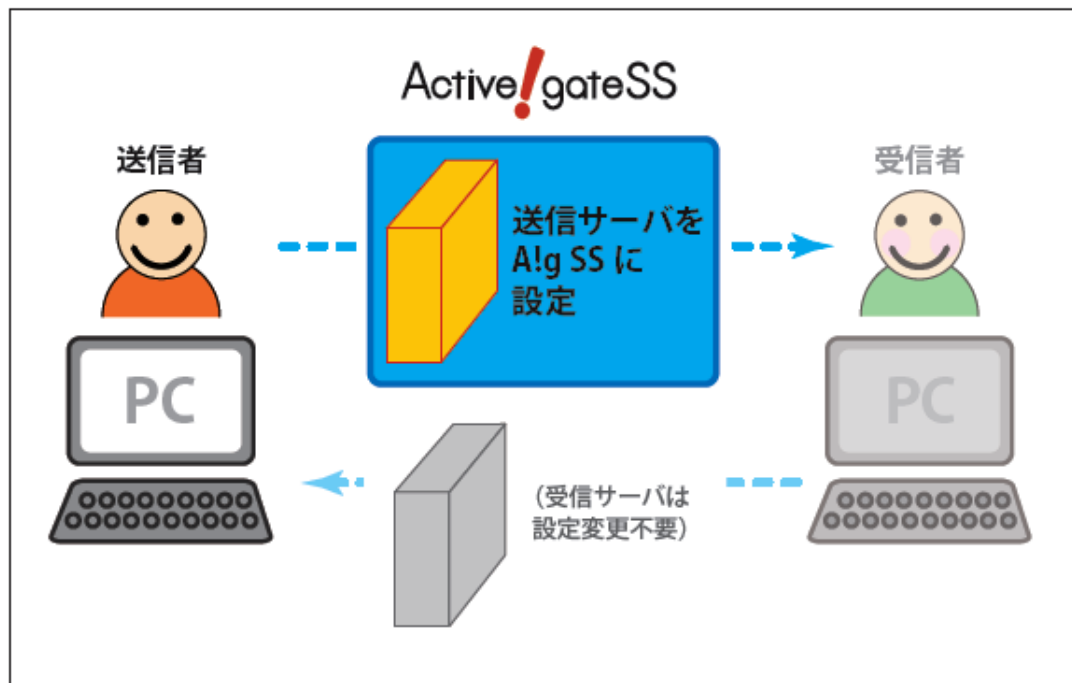 Active!gateSS
送信者
受信者
送信サーバを
A!g SS に
設定
PC
PC
(受信サーバは
設定変更不要)